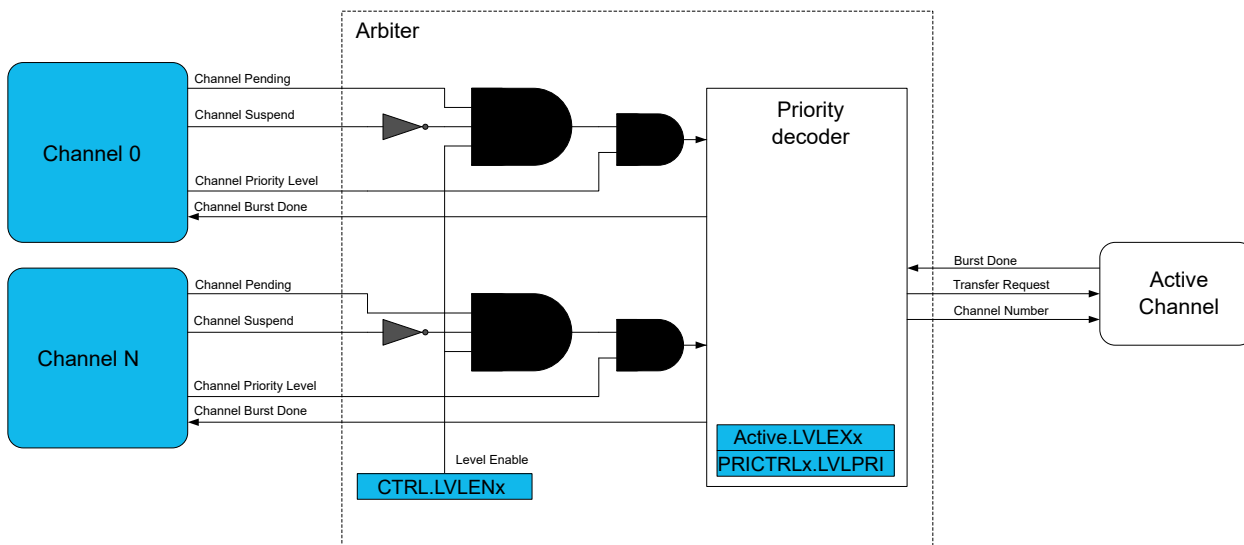 Arbiter
Channel 0
Channel Pending
Channel Suspend
Channel Priority Level
Channel Burst Done
Priority
decoder
Burst Done
Transfer Request
Channel Number
Active
Channel
Channel N
Channel Pending
Channel Suspend
Channel Priority Level
Channel Burst Done
Level Enable
CTRL.LVLENx
Active.LVLEXx
PRICTRLx.LVLPRI